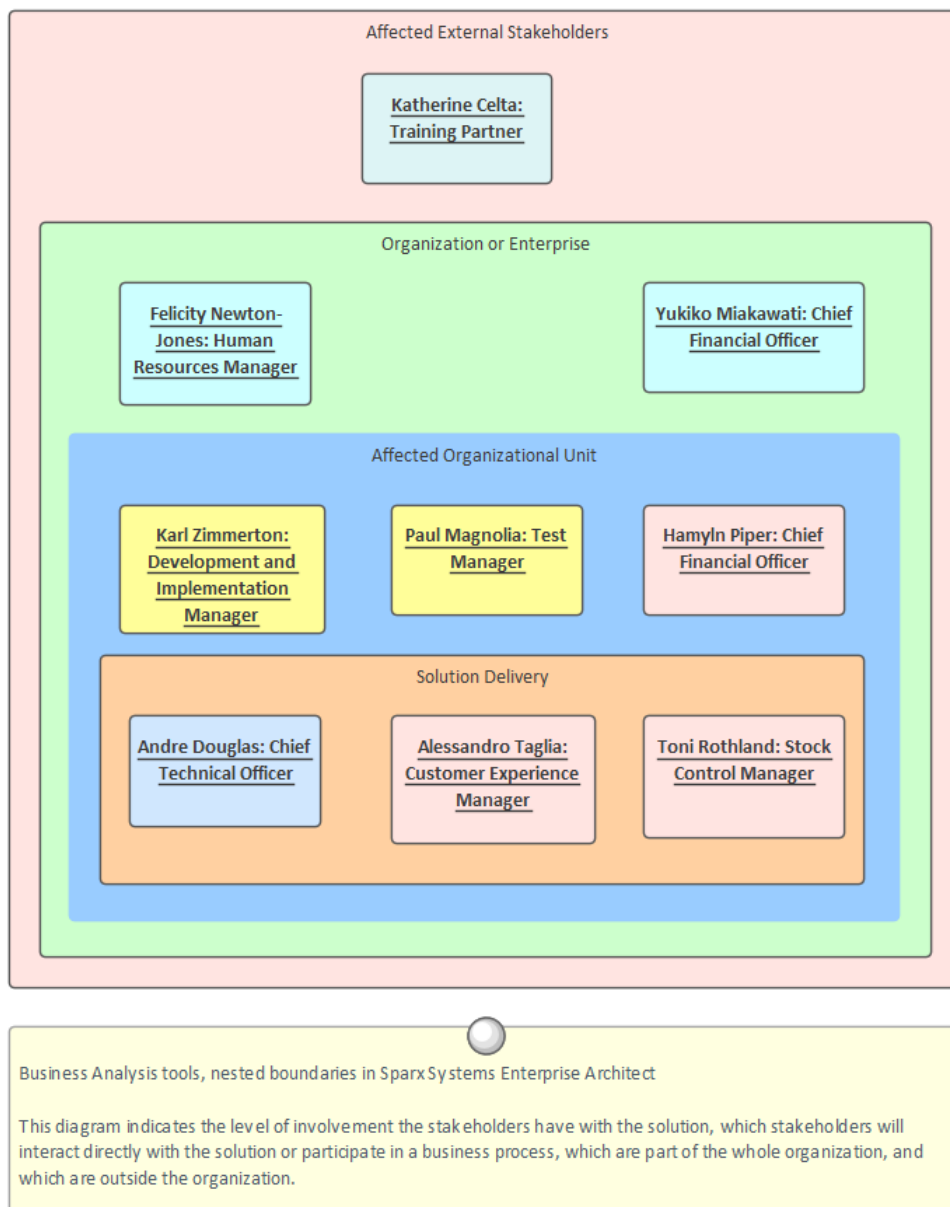 Affected External Stakeholders
Katherine Celta:
Training Partner
Organization or Enterprise
Felicity Newton-
Jones: Human
Resources Manager
Yukiko Miakawati: Chief
Financial Officer
Affected Organizational Unit
Karl Zimmerton:
Development and
Implementation
Manager
Paul Magnolia: Test
Manager
Hamyln Piper: Chief
Financial Officer
Solution Delivery
Andre Douglas: Chief
Technical Officer
Alessandro Taglia:
Customer Experience
Manager
Toni Rothland: Stock
Control Manager
Business Analysis tools, nested boundaries in Sparx Systems Enterprise Architect
This diagram indicates the level of involvement the stakeholders have with the solution, which stakeholders will
interact directly with the solution or participate in a business process, which are part of the whole organization, and
which are outside the organization.